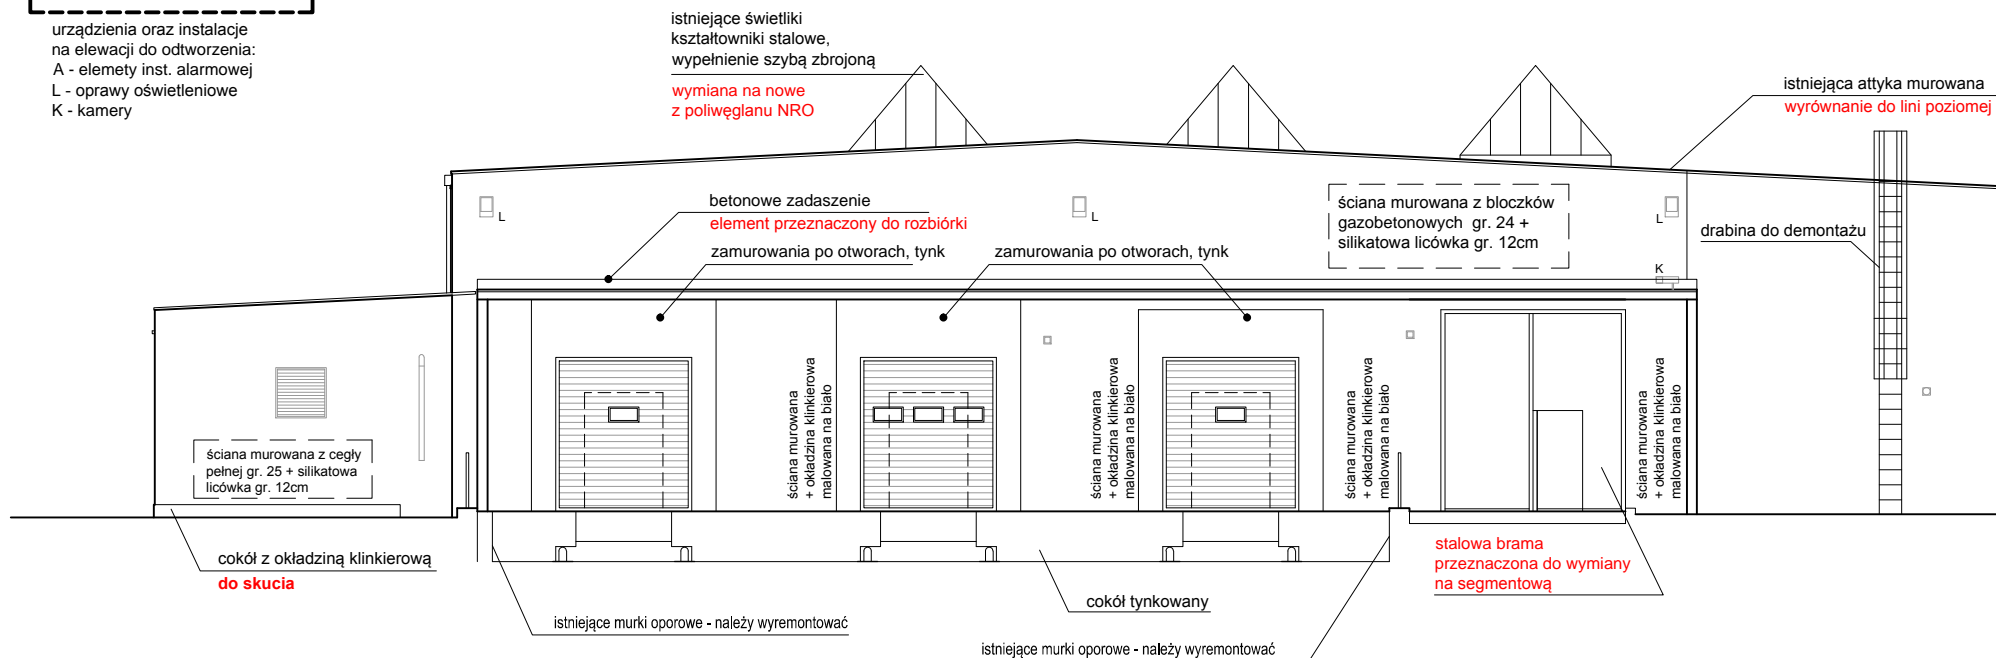 urządzenia oraz instalacje
na elewacji do odtworzenia:
A - elemety inst. alarmowej
L - oprawy oświetleniowe
K - kamery
istniejące świetliki
kształtowniki stalowe,
wypełnienie szybą zbrojoną
wymiana na nowe
z poliwęglanu NRO
istniejąca attyka murowana
wyrównanie do lini poziomej
betonowe zadaszenie
element przeznaczony do rozbiórki
zamurowania po otworach, tynk
zamurowania po otworach, tynk
ściana murowana z bloczków
gazobetonowych gr. 24 +
silikatowa licówka gr. 12cm
drabina do demontażu
L
L
L
K
ściana murowana z cegły
pełnej gr. 25 + silikatowa
licówka gr. 12cm
ściana murowana
+ okładzina klinkierowa
malowana na biało
ściana murowana
+ okładzina klinkierowa
malowana na biało
ściana murowana
+ okładzina klinkierowa
malowana na biało
ściana murowana
+ okładzina klinkierowa
malowana na biało
cokół z okładziną klinkierową
do skucia
stalowa brama
przeznaczona do wymiany
na segmentową
cokół tynkowany
istniejące murki oporowe - należy wyremontować
istniejące murki oporowe - należy wyremontować